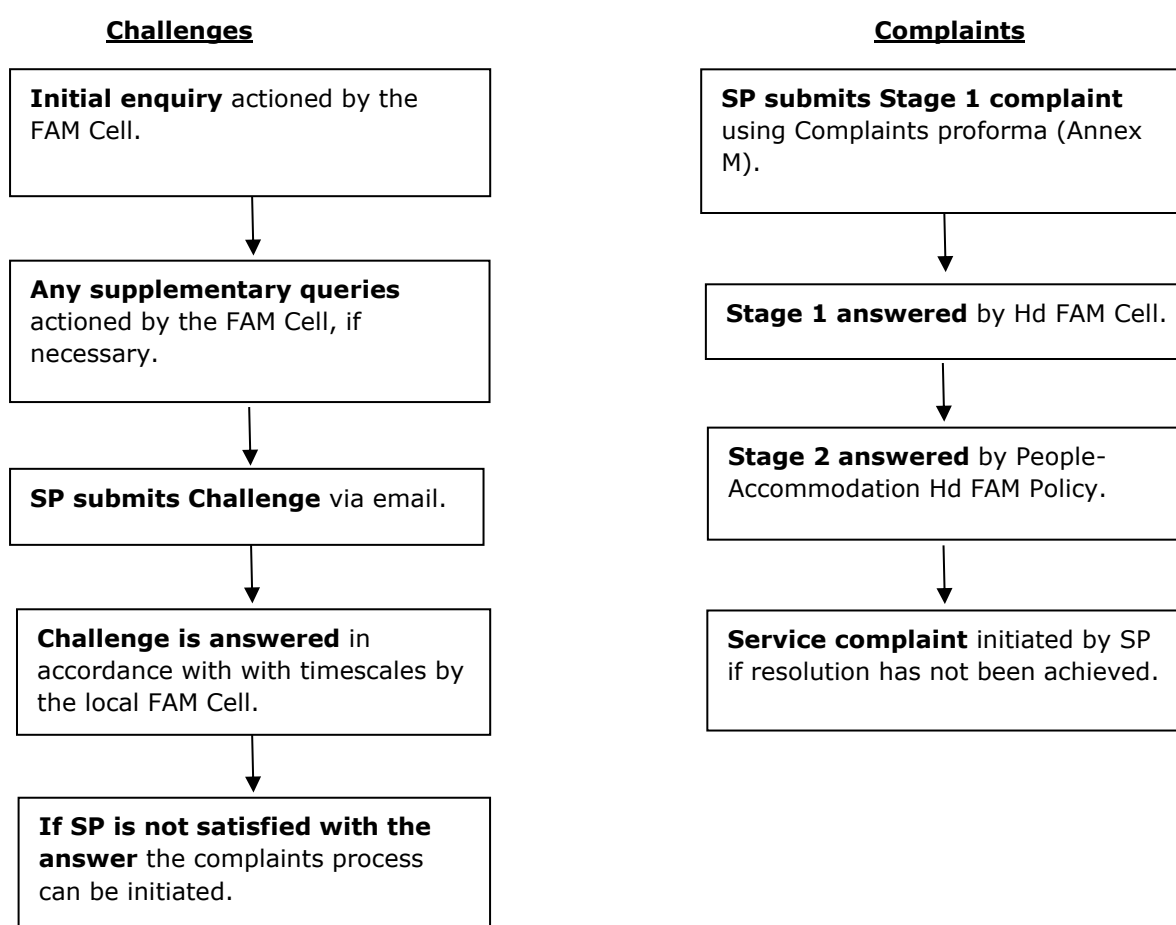 Challenges
Initial enquiry actioned by the
FAM Cell.
Any supplementary queries
actioned by the FAM Cell, if
necessary.
SP submits Challenge via email.
Challenge is answered in
accordance with with timescales by
the local FAM Cell.
If SP is not satisfied with the
answer the complaints process
can be initiated.
Complaints
SP submits Stage 1 complaint
using Complaints proforma (Annex
M).
Stage 1 answered by Hd FAM Cell.
Stage 2 answered by People-
Accommodation Hd FAM Policy.
Service complaint initiated by SP
if resolution has not been achieved.